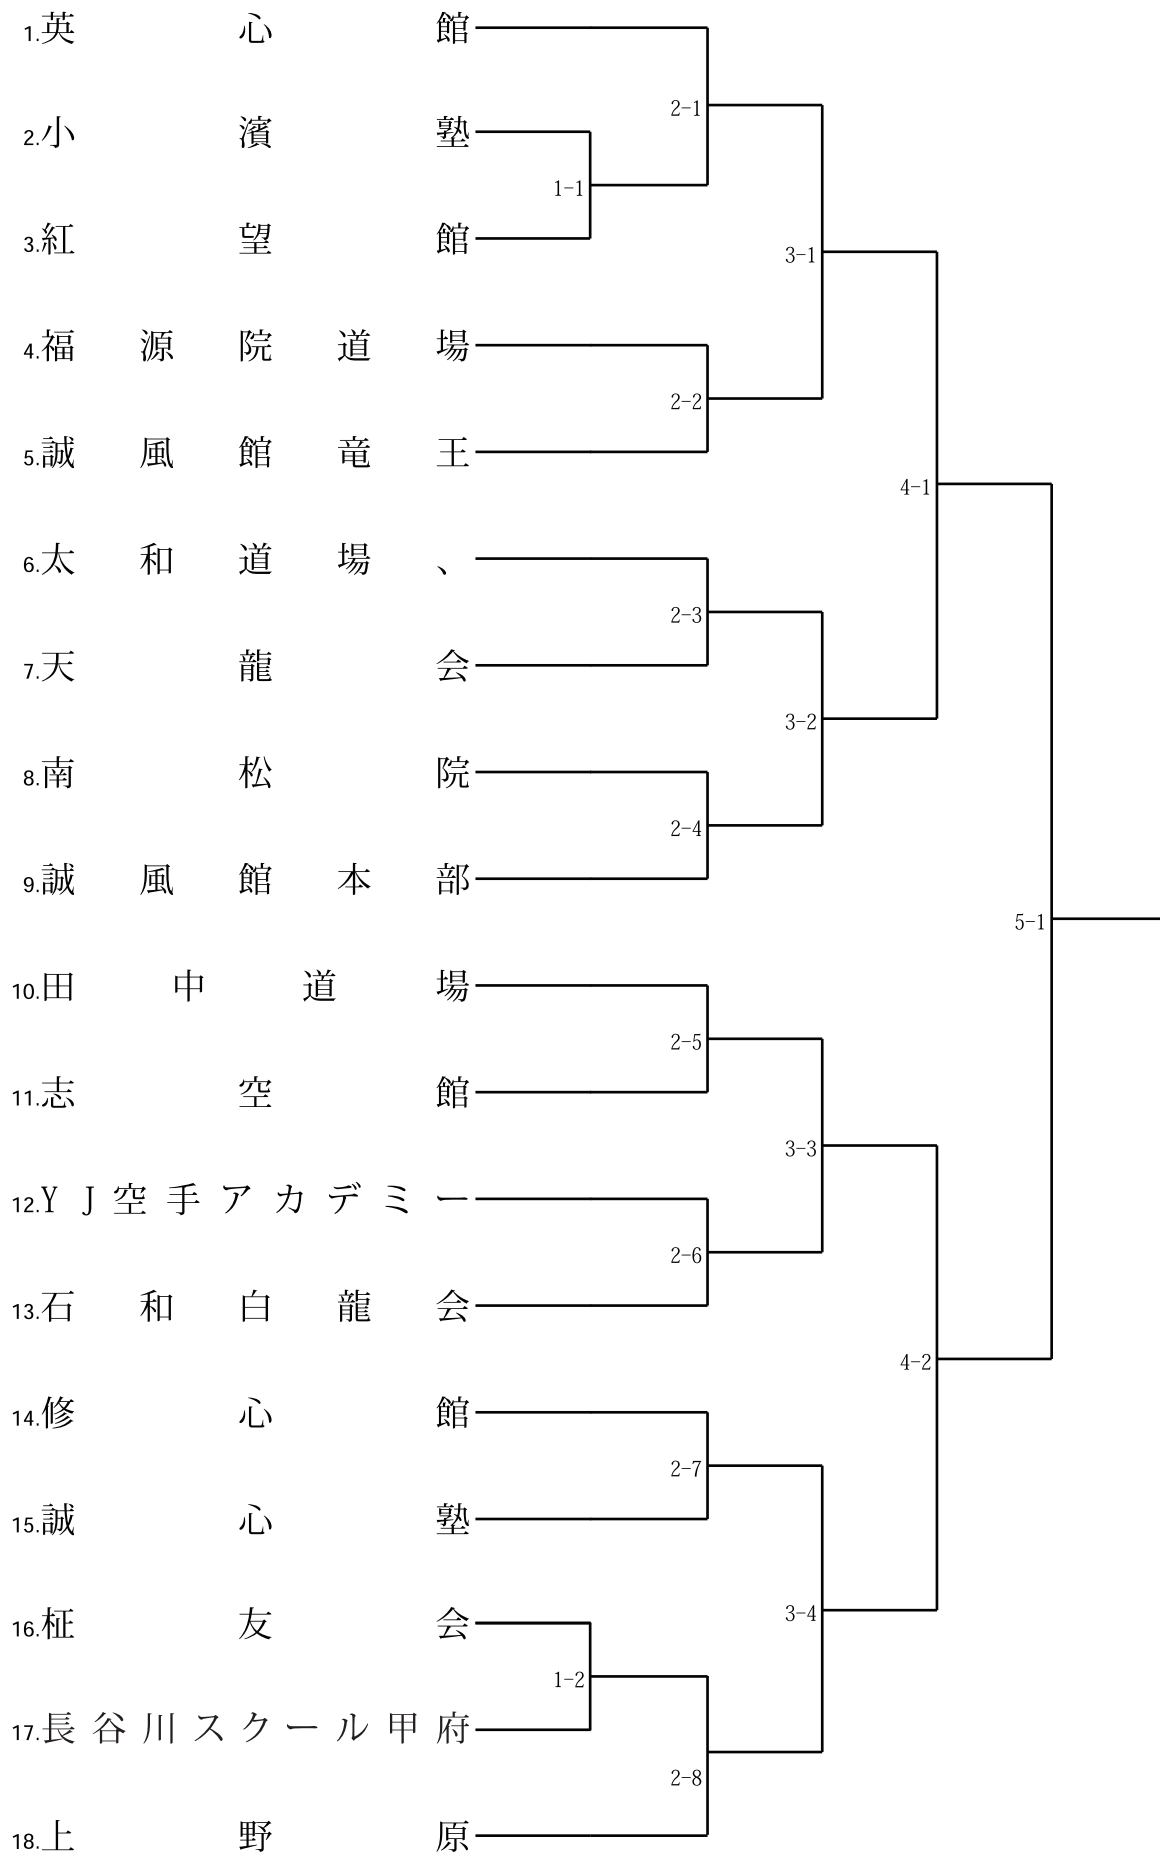 1.英心館
2-1
2.小濱塾
1-1
3.紅望館
3-1
4.福源院道場
2-2
5.誠風館竜王
4-1
6.太和道場、
2-3
7.天龍会
3-2
8.南松院
2-4
9.誠風館本部
5-1
10.田中道場
2-5
11.志空館
3-3
12.YJ空手アカデミー
2-6
13.石和白龍会
4-2
14.修心館
2-7
15.誠心塾
3-4
16.柾友会
1-2
17.長谷川スクール甲府
2-8
18.上野原